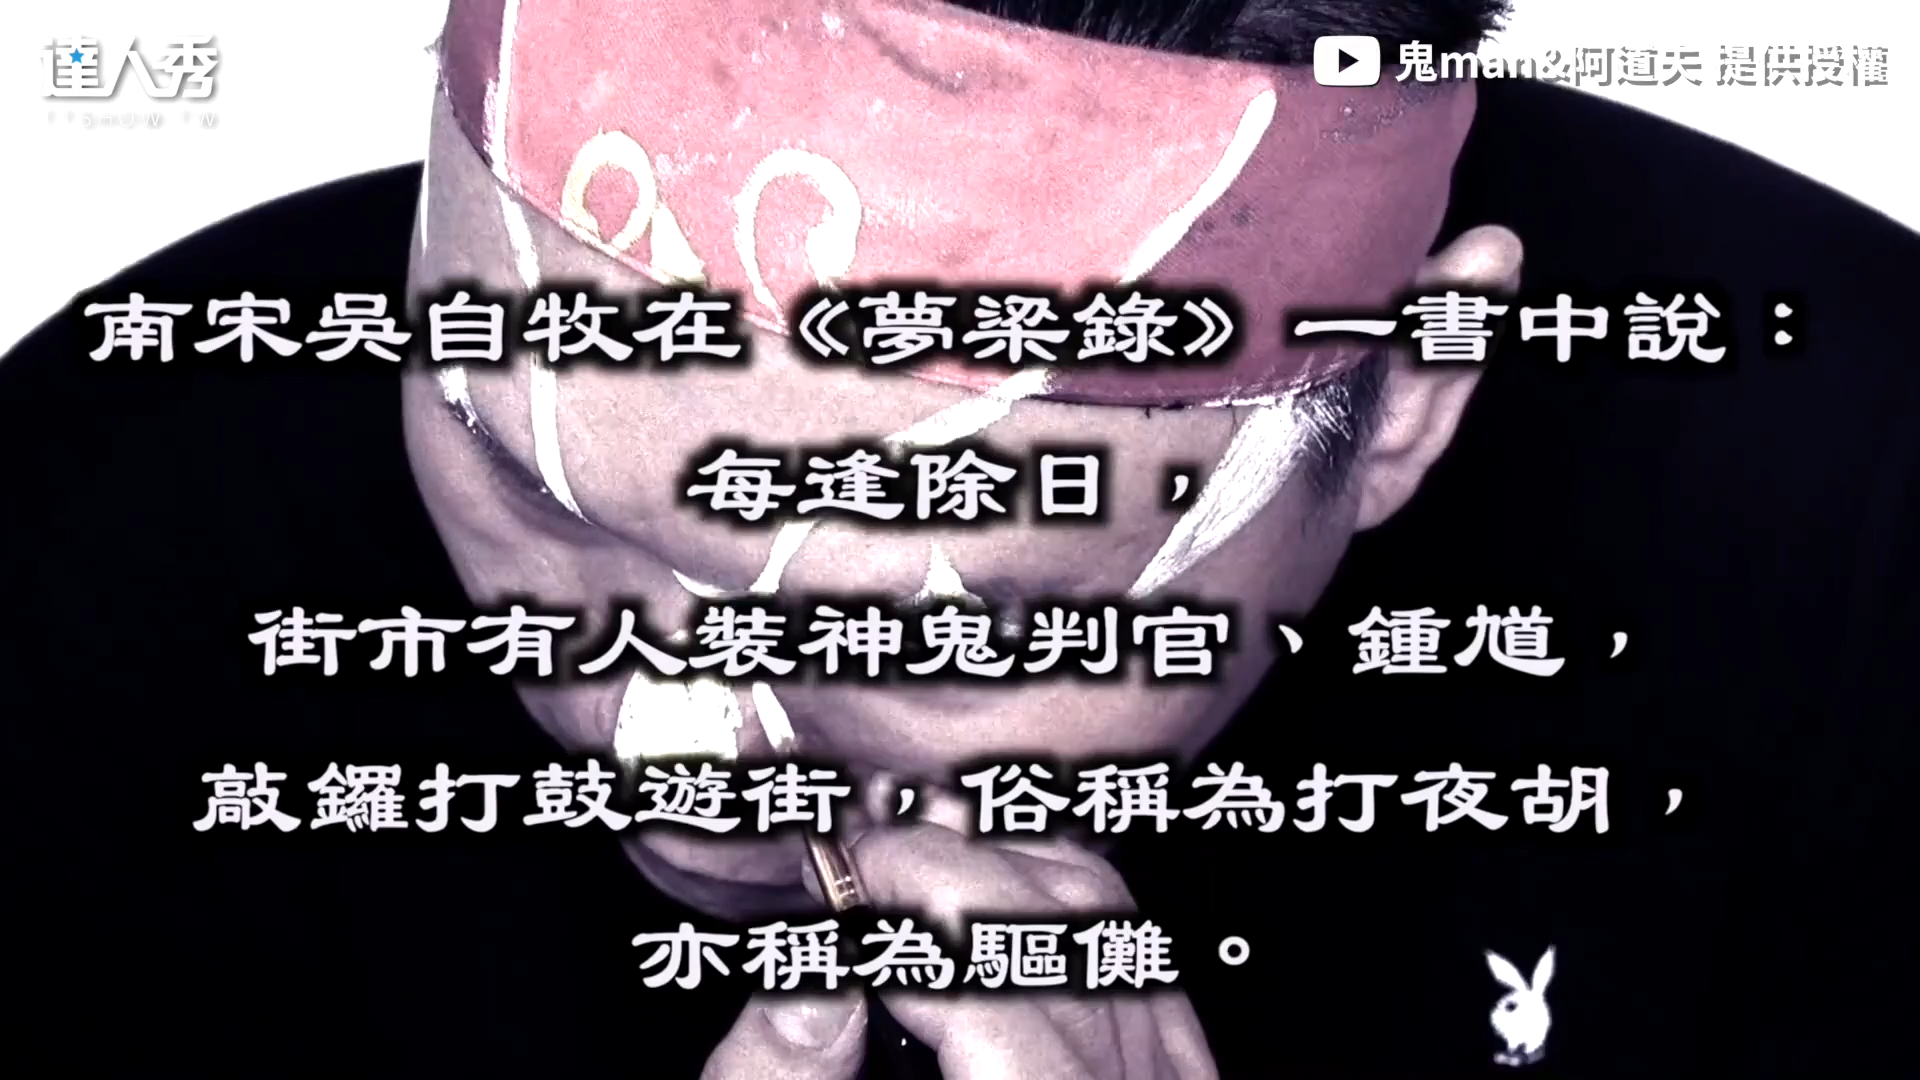 達人秀
ITSHOW TV
鬼man&阿道夫 提供授權
南宋吳自牧在《夢梁錄》一書中說：
每逢除日，
街市有人裝神鬼判官、鍾馗，
敲鑼打鼓遊街，俗稱為打夜胡，
亦稱為驅儺。